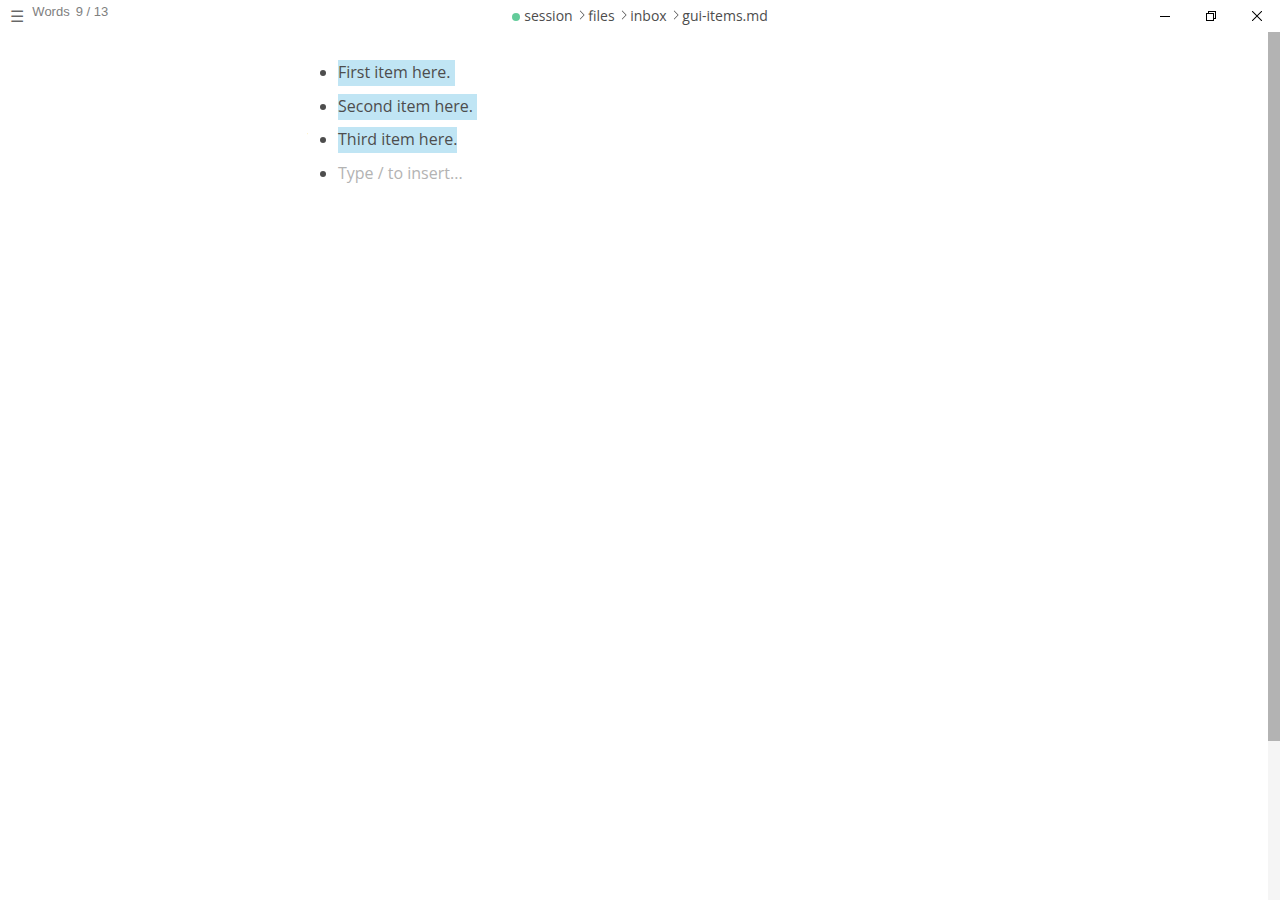 ☰ Words 9 / 13
session > files > inbox > gui-items.md
• First item here.
• Second item here.
• Third item here.
• Type / to insert...